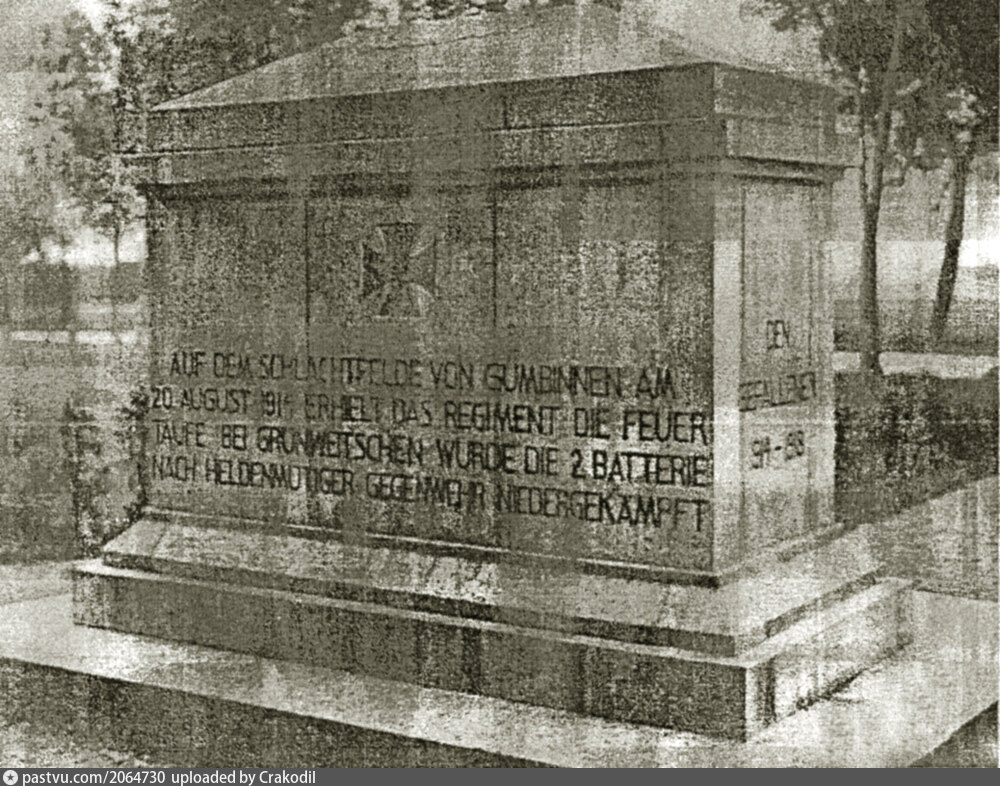 AUF DEM SCHLACHTFELDE VON GUMBINNEN AM
20. AUGUST 1914 ERHIELT DAS REGIMENT DIE FEUER
TAUFE BEI GRÜNWEITSCHEN WURDE DIE 2. BATTERIE
NACH HELDENMÜTIGER GEGENWEHR NIEDERGEKÄMPFT
DEN
GEFALLENEN
1914-1918
pastvu.com/2064730 uploaded by Crakodil